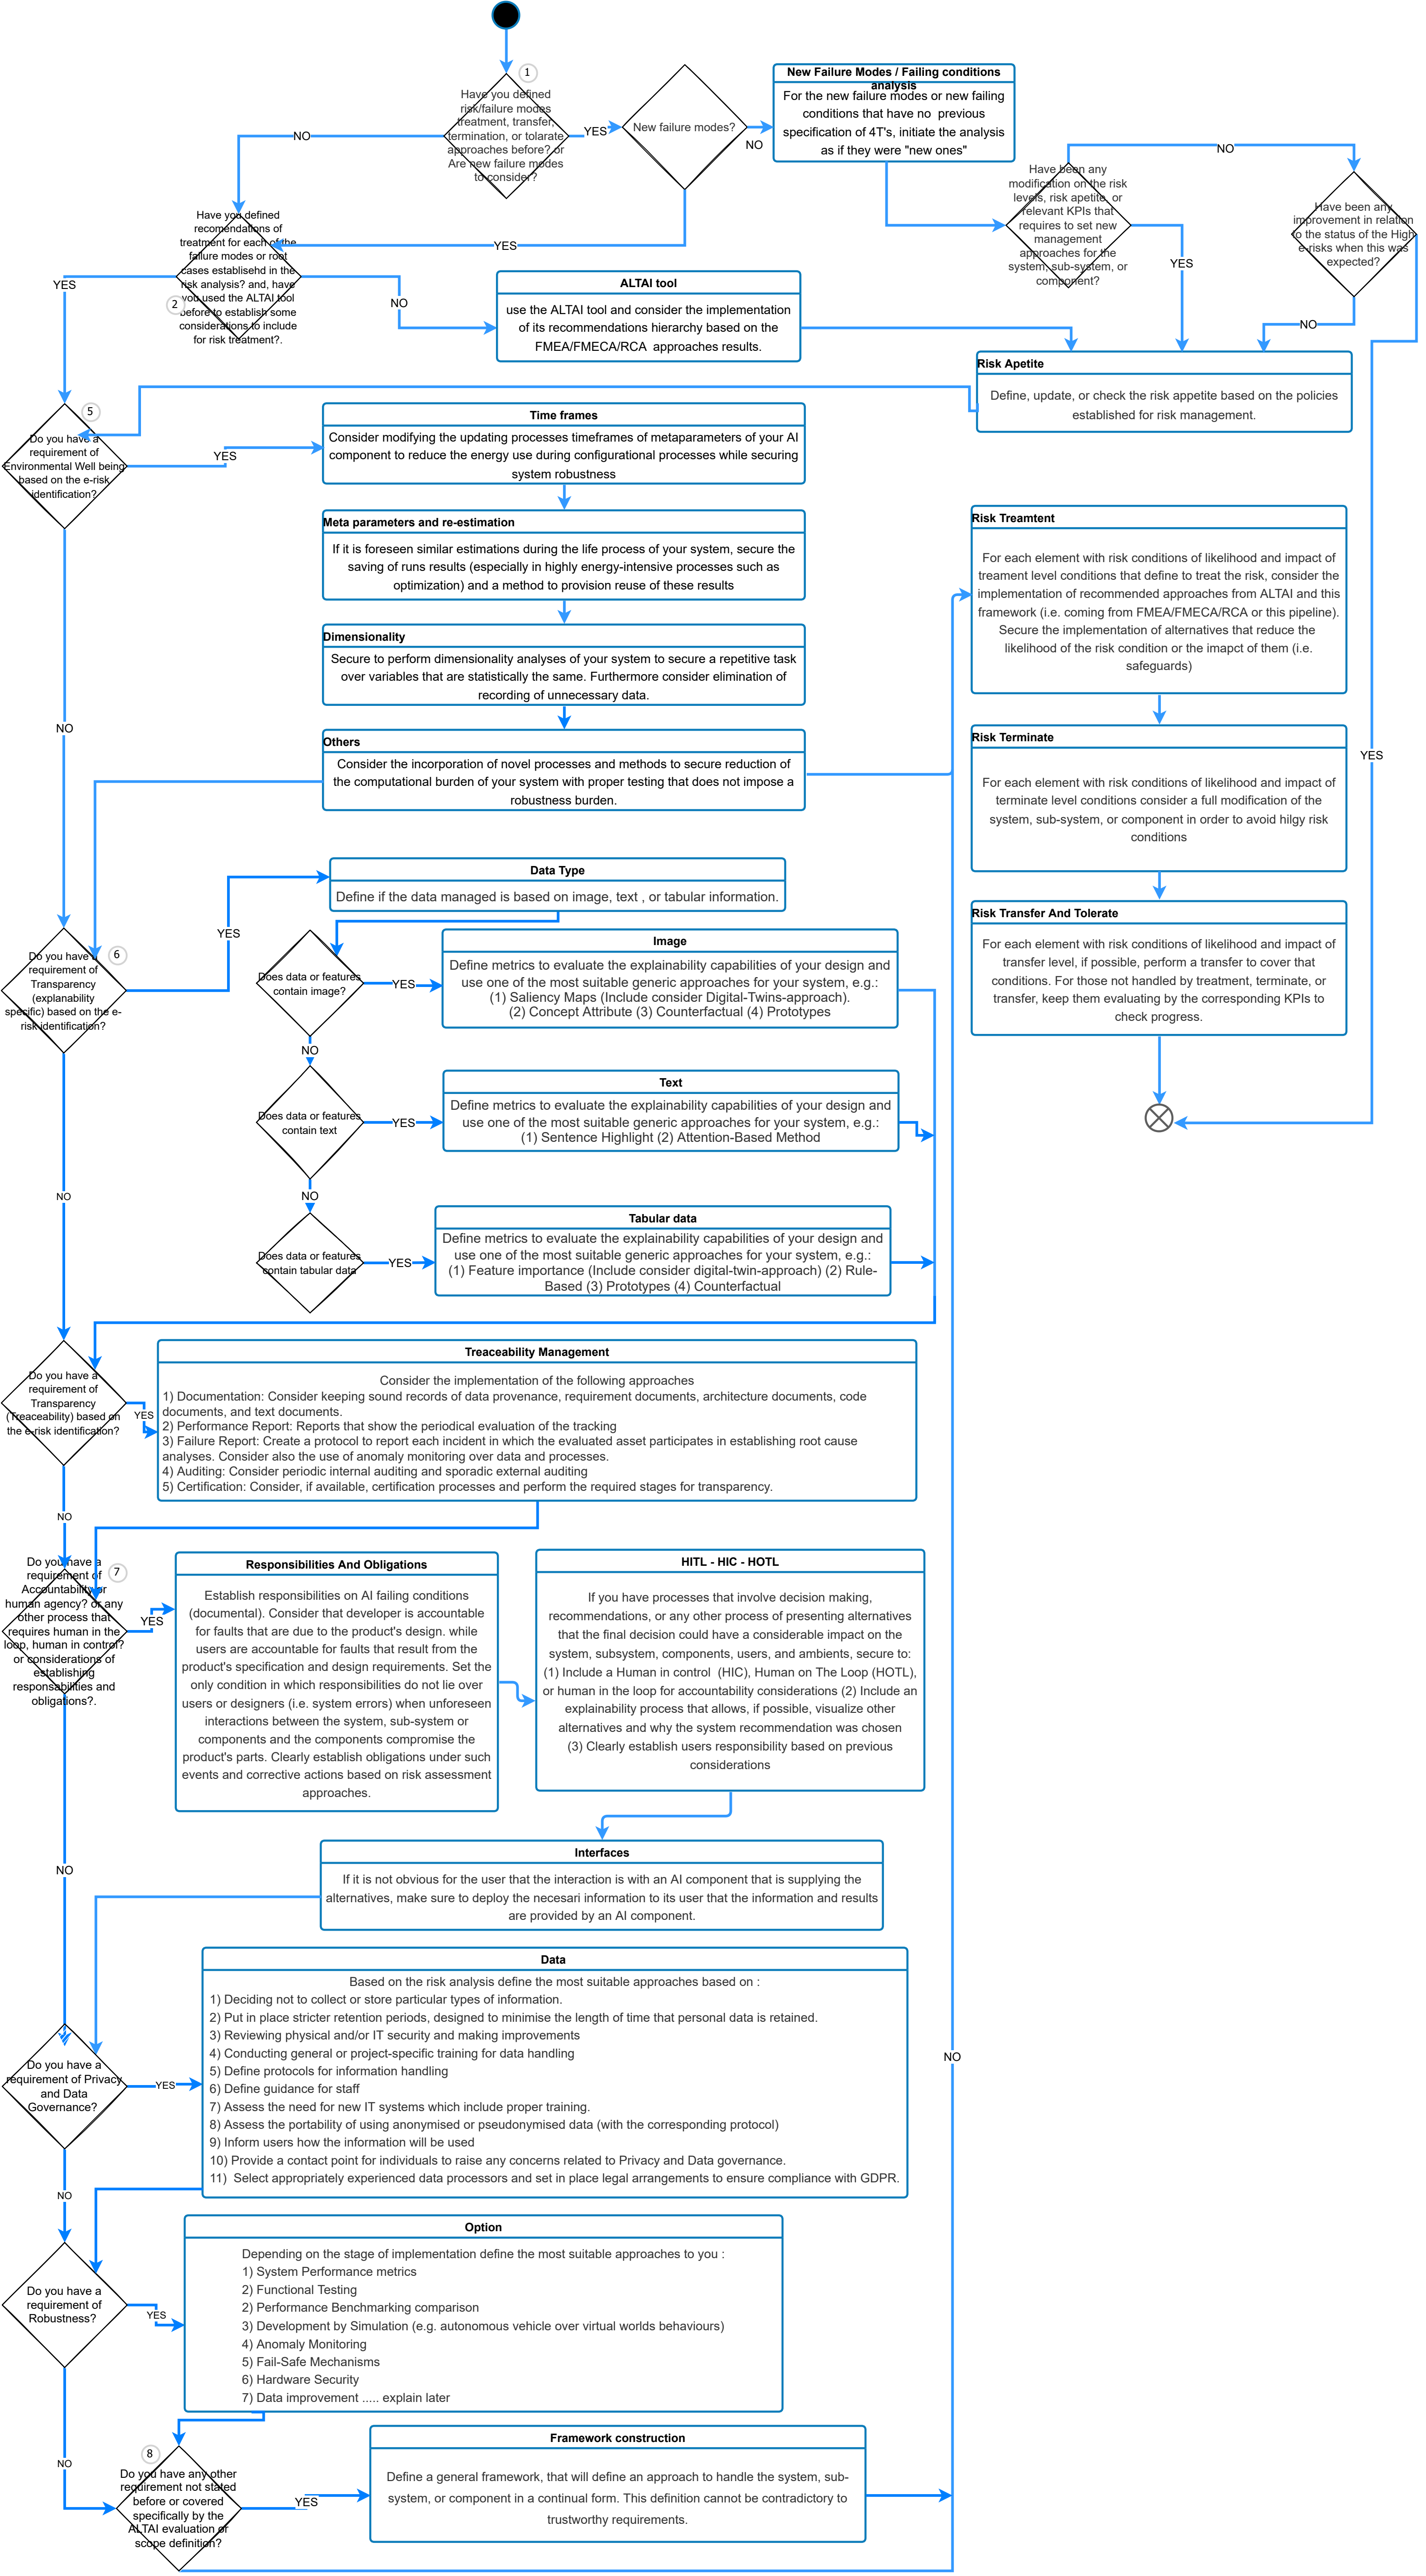 1
Have you defined
risk/failure modes
treatment, transfer,
termination, or tolarate
approaches before? or
Are new failure modes
to consider?
NO
YES
New failure modes?
NO
YES
New Failure Modes / Failing conditions
analysis
For the new failure modes or new failing
conditions that have no previous
specification of 4T's, initiate the analysis
as if they were "new ones"
Have been any
modification on the risk
levels, risk apetite, or
relevant KPIs that
requires to set new
management
approaches for the
system, sub-system, or
component?
NO
YES
Have been any
improvement in relation
to the status of the High
e-risks when this was
expected?
NO
YES
Have you defined
recomendations of
treatment for each of the
failure modes or root
cases establisehd in the
risk analysis? and, have
you used the ALTAI tool
before to establish some
considerations to include
for risk treatment?.
2
YES
NO
ALTAI tool
use the ALTAI tool and consider the implementation
of its recommendations hierarchy based on the
FMEA/FMECA/RCA approaches results.
Risk Apetite
Define, update, or check the risk appetite based on the policies
established for risk management.
5
Do you have a
requirement of
Environmental Well being
based on the e-risk
identification?
YES
NO
Time frames
Consider modifying the updating processes timeframes of metaparameters of your AI
component to reduce the energy use during configurational processes while securing
system robustness
Meta parameters and re-estimation
If it is foreseen similar estimations during the life process of your system, secure the
saving of runs results (especially in highly energy-intensive processes such as
optimization) and a method to provision reuse of these results
Dimensionality
Secure to perform dimensionality analyses of your system to secure a repetitive task
over variables that are statistically the same. Furthermore consider elimination of
recording of unnecessary data.
Others
Consider the incorporation of novel processes and methods to secure reduction of
the computational burden of your system with proper testing that does not impose a
robustness burden.
Risk Treamtent
For each element with risk conditions of likelihood and impact of
treament level conditions that define to treat the risk, consider the
implementation of recommended approaches from ALTAI and this
framework (i.e. coming from FMEA/FMECA/RCA or this pipeline).
Secure the implementation of alternatives that reduce the
likelihood of the risk condition or the imapct of them (i.e.
safeguards)
Risk Terminate
For each element with risk conditions of likelihood and impact of
terminate level conditions consider a full modification of the
system, sub-system, or component in order to avoid hilgy risk
conditions
Risk Transfer And Tolerate
For each element with risk conditions of likelihood and impact of
transfer level, if possible, perform a transfer to cover that
conditions. For those not handled by treatment, terminate, or
transfer, keep them evaluating by the corresponding KPIs to
check progress.
6
Do you have a
requirement of
Transparency
(explanability
specific) based on the e-
risk identification?
YES
NO
Data Type
Define if the data managed is based on image, text , or tabular information.
Does data or features
contain image?
YES
NO
Image
Define metrics to evaluate the explainability capabilities of your design and
use one of the most suitable generic approaches for your system, e.g.:
(1) Saliency Maps (Include consider Digital-Twins-approach).
(2) Concept Attribute (3) Counterfactual (4) Prototypes
Does data or features
contain text
YES
NO
Text
Define metrics to evaluate the explainability capabilities of your design and
use one of the most suitable generic approaches for your system, e.g.:
(1) Sentence Highlight (2) Attention-Based Method
Does data or features
contain tabular data
YES
Tabular data
Define metrics to evaluate the explainability capabilities of your design and
use one of the most suitable generic approaches for your system, e.g.:
(1) Feature importance (Include consider digital-twin-approach) (2) Rule-
Based (3) Prototypes (4) Counterfactual
Do you have a
requirement of
Transparency
(Treaceability) based on
the e-risk identification?
YES
NO
Treaceability Management
Consider the implementation of the following approaches
1) Documentation: Consider keeping sound records of data provenance, requirement documents, architecture documents, code
documents, and text documents.
2) Performance Report: Reports that show the periodical evaluation of the tracking
3) Failure Report: Create a protocol to report each incident in which the evaluated asset participates in establishing root cause
analyses. Consider also the use of anomaly monitoring over data and processes.
4) Auditing: Consider periodic internal auditing and sporadic external auditing
5) Certification: Consider, if available, certification processes and perform the required stages for transparency.
7
Do you have a
requirement of
Accountability or
human agency? or any
other process that
requires human in the
loop, human in control?
or considerations of
establishing
responsabilities and
obligations?.
YES
NO
Responsibilities And Obligations
Establish responsibilities on AI failing conditions
(documental). Consider that developer is accountable
for faults that are due to the product's design. while
users are accountable for faults that result from the
product's specification and design requirements. Set the
only condition in which responsibilities do not lie over
users or designers (i.e. system errors) when unforeseen
interactions between the system, sub-system or
components and the components compromise the
product's parts. Clearly establish obligations under such
events and corrective actions based on risk assessment
approaches.
HITL - HIC - HOTL
If you have processes that involve decision making,
recommendations, or any other process of presenting alternatives
that the final decision could have a considerable impact on the
system, subsystem, components, users, and ambients, secure to:
(1) Include a Human in control (HIC), Human on The Loop (HOTL),
or human in the loop for accountability considerations (2) Include an
explainability process that allows, if possible, visualize other
alternatives and why the system recommendation was chosen
(3) Clearly establish users responsibility based on previous
considerations
Interfaces
If it is not obvious for the user that the interaction is with an AI component that is supplying the
alternatives, make sure to deploy the necesari information to its user that the information and results
are provided by an AI component.
Do you have a
requirement of Privacy
and Data
Governance?
YES
NO
Data
Based on the risk analysis define the most suitable approaches based on :
1) Deciding not to collect or store particular types of information.
2) Put in place stricter retention periods, designed to minimise the length of time that personal data is retained.
3) Reviewing physical and/or IT security and making improvements
4) Conducting general or project-specific training for data handling
5) Define protocols for information handling
6) Define guidance for staff
7) Assess the need for new IT systems which include proper training.
8) Assess the portability of using anonymised or pseudonymised data (with the corresponding protocol)
9) Inform users how the information will be used
10) Provide a contact point for individuals to raise any concerns related to Privacy and Data governance.
11) Select appropriately experienced data processors and set in place legal arrangements to ensure compliance with GDPR.
NO
Do you have a
requirement of
Robustness?
YES
NO
Option
Depending on the stage of implementation define the most suitable approaches to you :
1) System Performance metrics
2) Functional Testing
2) Performance Benchmarking comparison
3) Development by Simulation (e.g. autonomous vehicle over virtual worlds behaviours)
4) Anomaly Monitoring
5) Fail-Safe Mechanisms
6) Hardware Security
7) Data improvement ..... explain later
8
Do you have any other
requirement not stated
before or covered
specifically by the
ALTAI evaluation or
scope definition?
YES
Framework construction
Define a general framework, that will define an approach to handle the system, sub-
system, or component in a continual form. This definition cannot be contradictory to
trustworthy requirements.